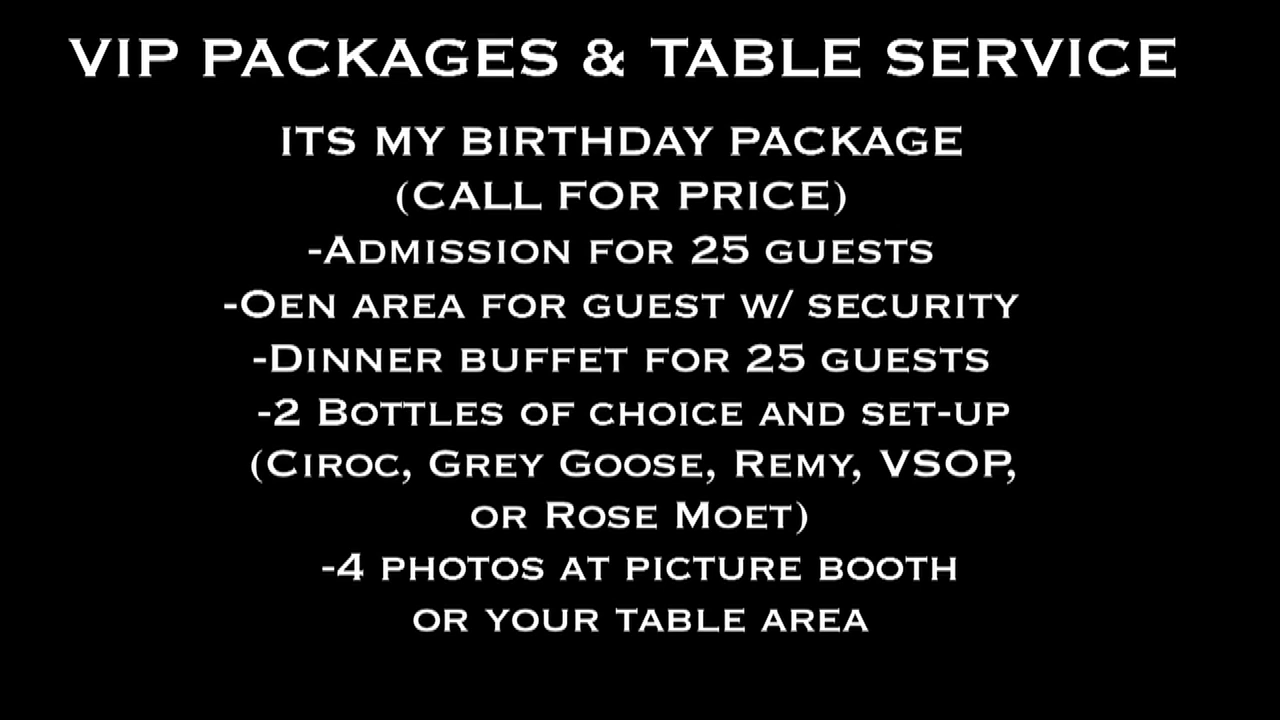 VIP PACKAGES & TABLE SERVICE
ITS MY BIRTHDAY PACKAGE
(CALL FOR PRICE)
-ADMISSION FOR 25 GUESTS
-OEN AREA FOR GUEST W/ SECURITY
-DINNER BUFFET FOR 25 GUESTS
-2 BOTTLES OF CHOICE AND SET-UP
(CIROC, GREY GOOSE, REMY, VSOP,
OR ROSE MOET)
-4 PHOTOS AT PICTURE BOOTH
OR YOUR TABLE AREA